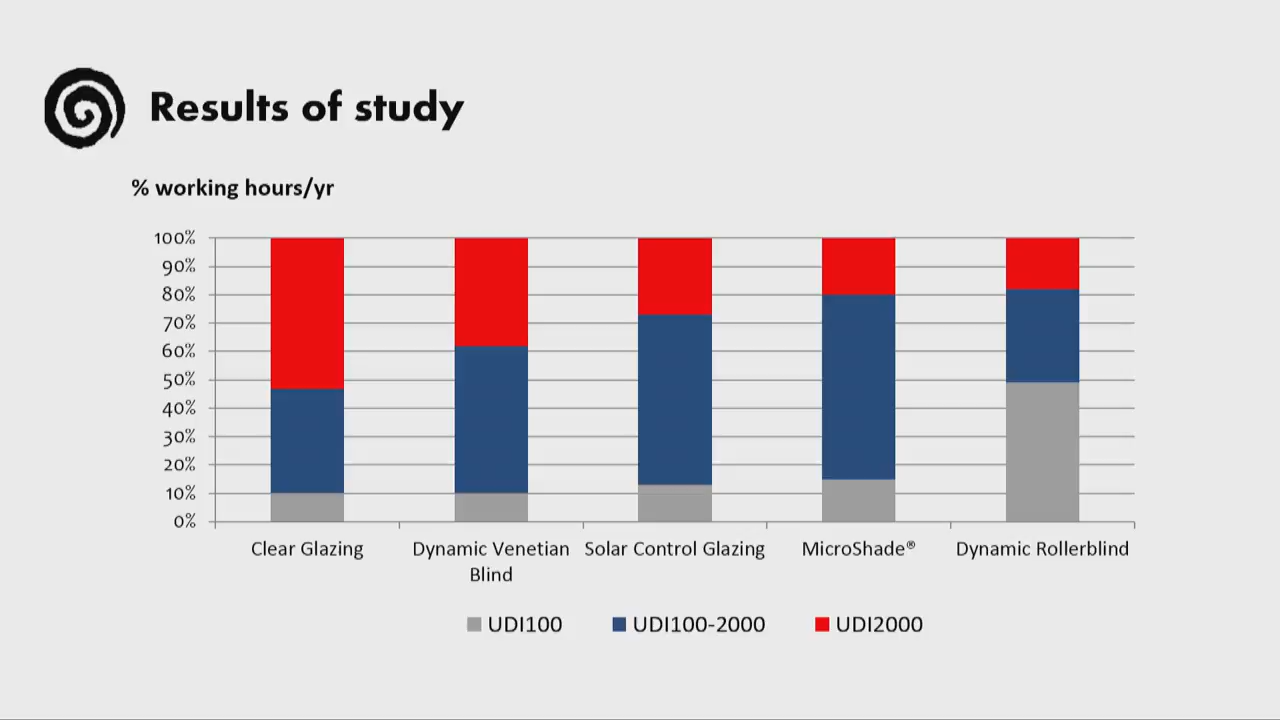 Results of study
% working hours/yr
100%
90%
80%
70%
60%
50%
40%
30%
20%
10%
0%
Clear Glazing
Dynamic Venetian
Blind
Solar Control Glazing
MicroShade®
Dynamic Rollerblind
UDI100
UDI100-2000
UDI2000